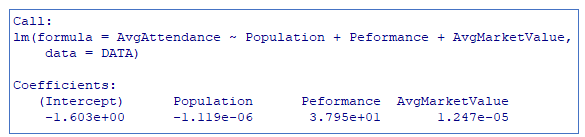 Call:
lm(formula = AvgAttendance ~ Population + Peformance + AvgMarketValue,
    data = DATA)
Coefficients:
(Intercept) Population Peformance AvgMarketValue
-1.603e+00 -1.119e-06 3.795e+01 1.247e-05